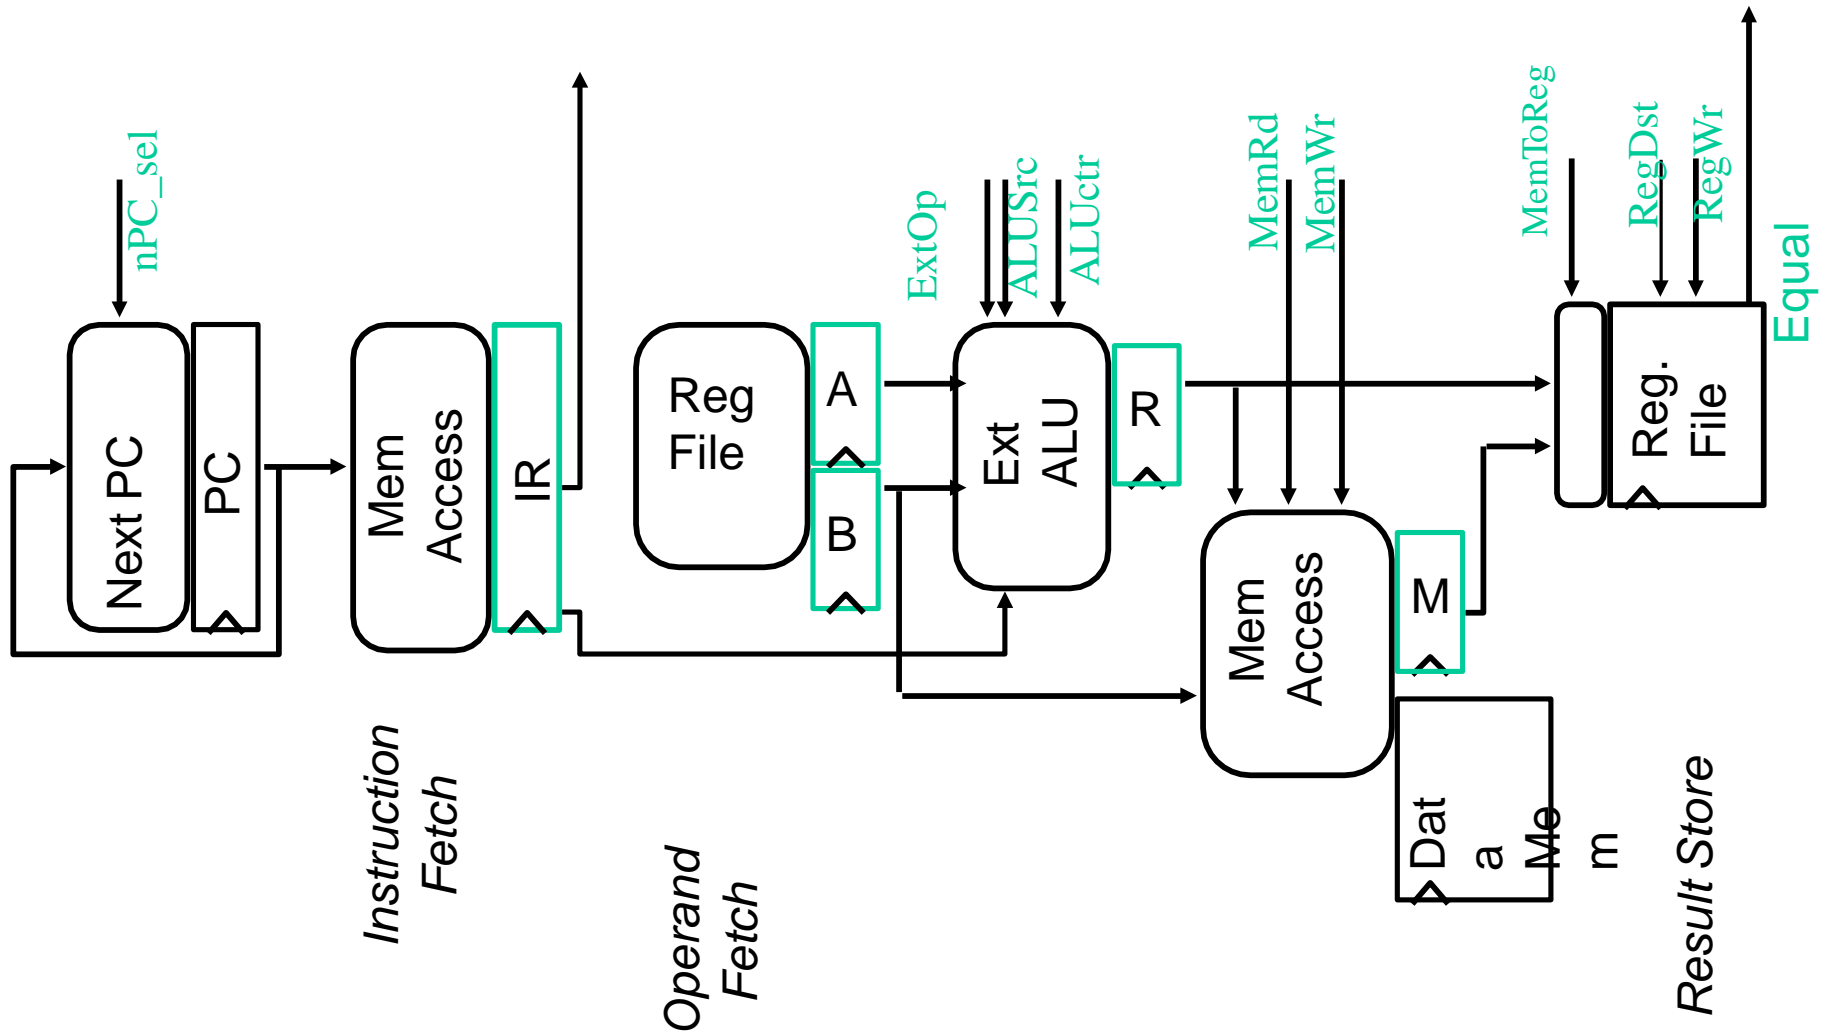 nPC_sel
Next PC
PC
Mem
Access
IR
Reg
File
A
B
ExtOp
ALUSrc
ALUctr
Ext
ALU
R
MemRd
MemWr
Mem
Access
M
Dat
a
Me
m
MemToReg
RegDst
RegWr
Reg.
File
Equal
Instruction
Fetch
Operand
Fetch
Result Store